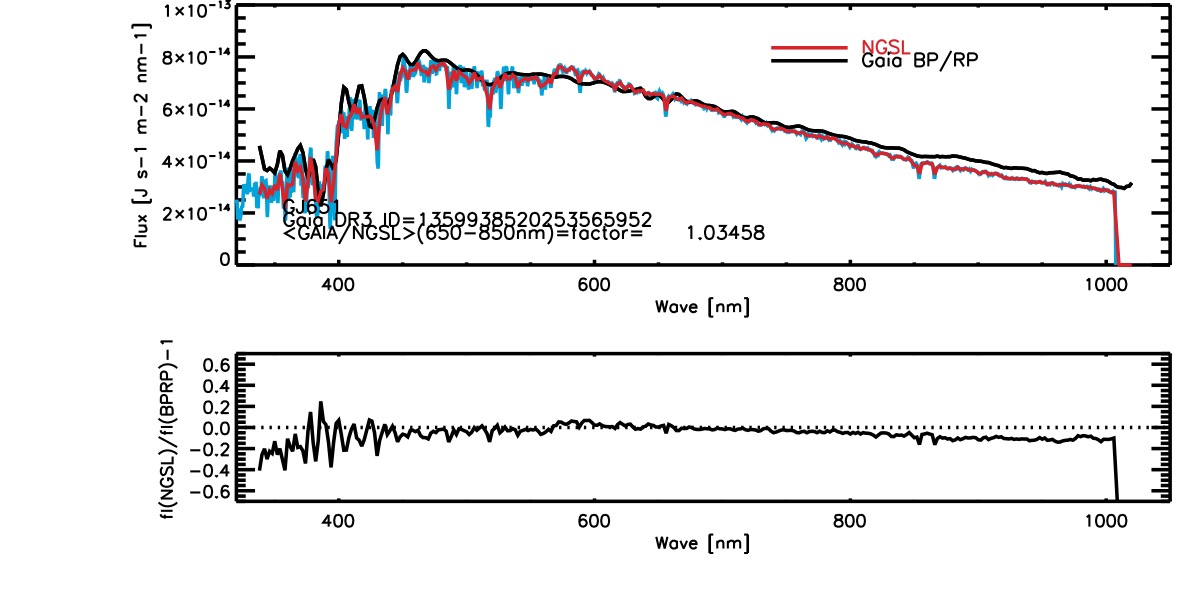 1×10−13
8×10−14
6×10−14
4×10−14
2×10−14
0
Flux [J s−1 m−2 nm−1]
NGSL
Gaia BP/RP
GJ651
Gaia DR3 ID=1359938520253565952
<GAIA/NGSL>(650−850nm)=factor= 1.03458
400 600 800 1000
Wave [nm]
0.6
0.4
0.2
0.0
−0.2
−0.4
−0.6
fl(NGSL)/fl(BPRP)−1
400 600 800 1000
Wave [nm]